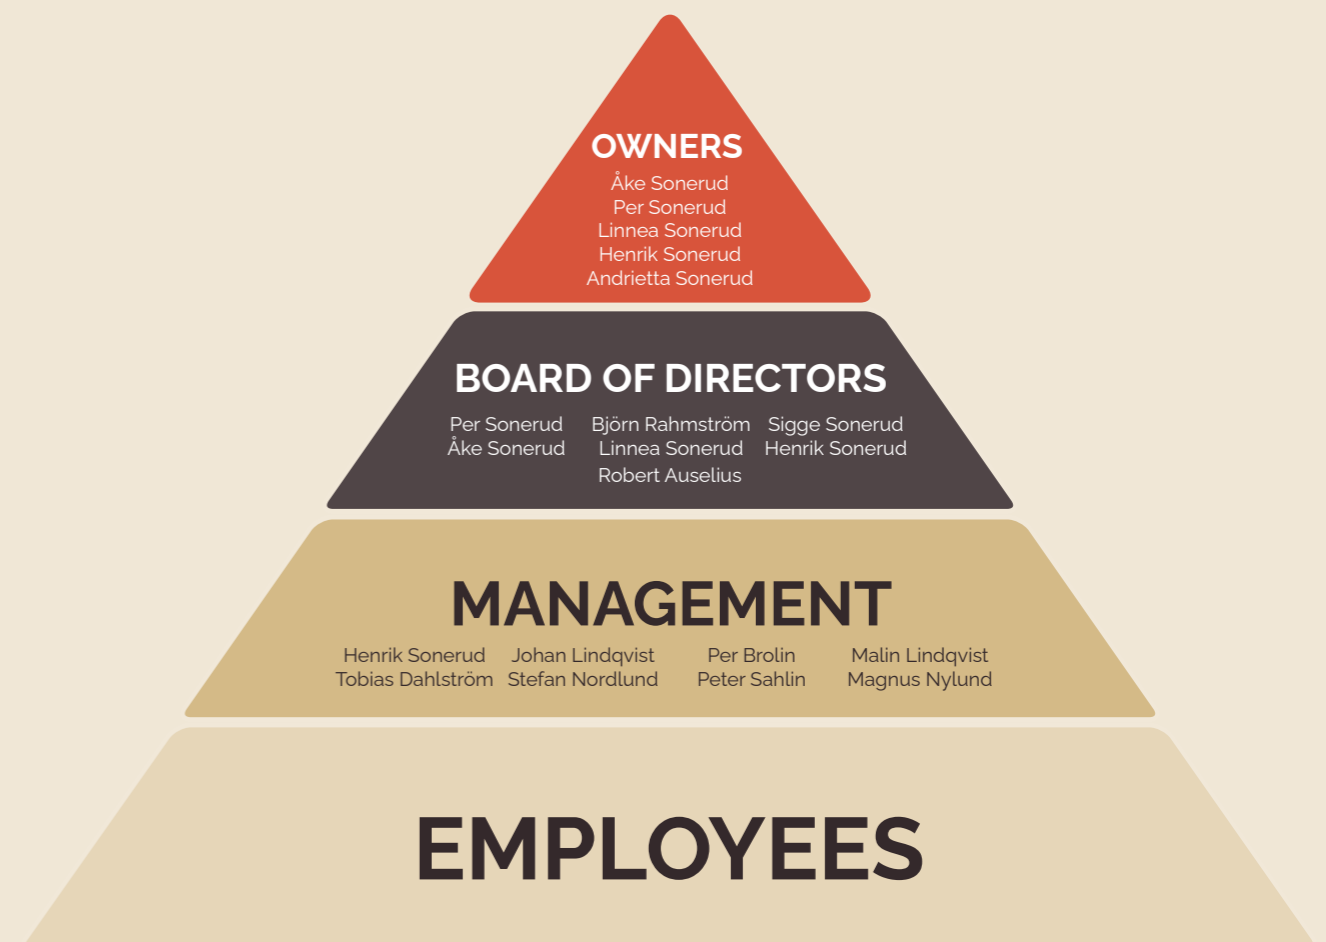 OWNERS
Åke Sonerud
Per Sonerud
Linnea Sonerud
Henrik Sonerud
Andrietta Sonerud
BOARD OF DIRECTORS
Per Sonerud Björn Rahmström Sigge Sonerud
Åke Sonerud Linnea Sonerud Henrik Sonerud
Robert Auselius
MANAGEMENT
Henrik Sonerud Johan Lindqvist Per Brolin Malin Lindqvist
Tobias Dahlström Stefan Nordlund Peter Sahlin Magnus Nylund
EMPLOYEES